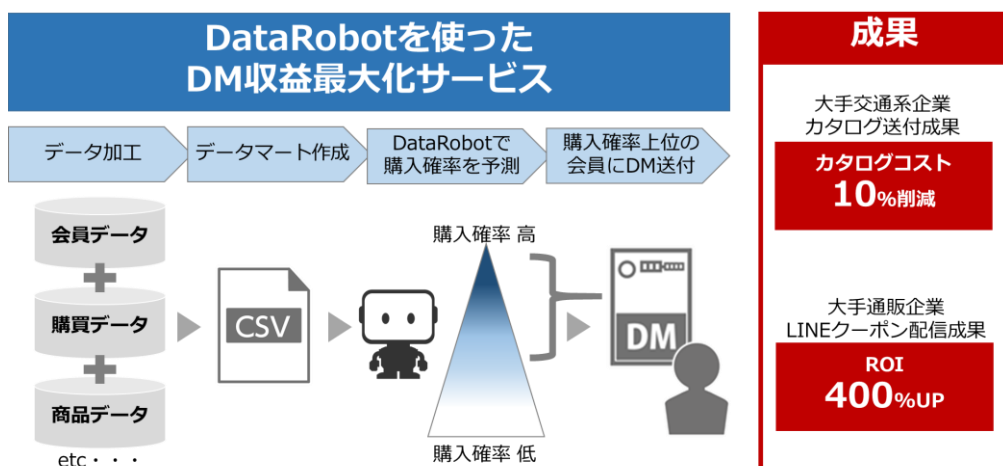 DataRobotを使った
DM収益最大化サービス
データ加工
データマート作成
DataRobotで
購入確率を予測
購入確率上位の
会員にDM送付
会員データ
購買データ
商品データ
etc・・・
CSV
購入確率 高
購入確率 低
DM
成果
大手交通系企業
カタログ送付成果
カタログコスト
10%削減
大手通販企業
LINEクーポン配信成果
ROI
400%UP